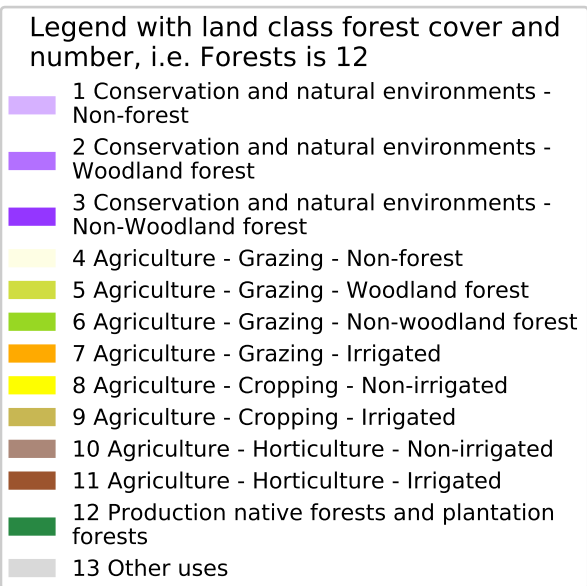 Legend with land class forest cover and
number, i.e. Forests is 12
1 Conservation and natural environments -
Non-forest
2 Conservation and natural environments -
Woodland forest
3 Conservation and natural environments -
Non-Woodland forest
4 Agriculture - Grazing - Non-forest
5 Agriculture - Grazing - Woodland forest
6 Agriculture - Grazing - Non-woodland forest
7 Agriculture - Grazing - Irrigated
8 Agriculture - Cropping - Non-irrigated
9 Agriculture - Cropping - Irrigated
10 Agriculture - Horticulture - Non-irrigated
11 Agriculture - Horticulture - Irrigated
12 Production native forests and plantation
forests
13 Other uses